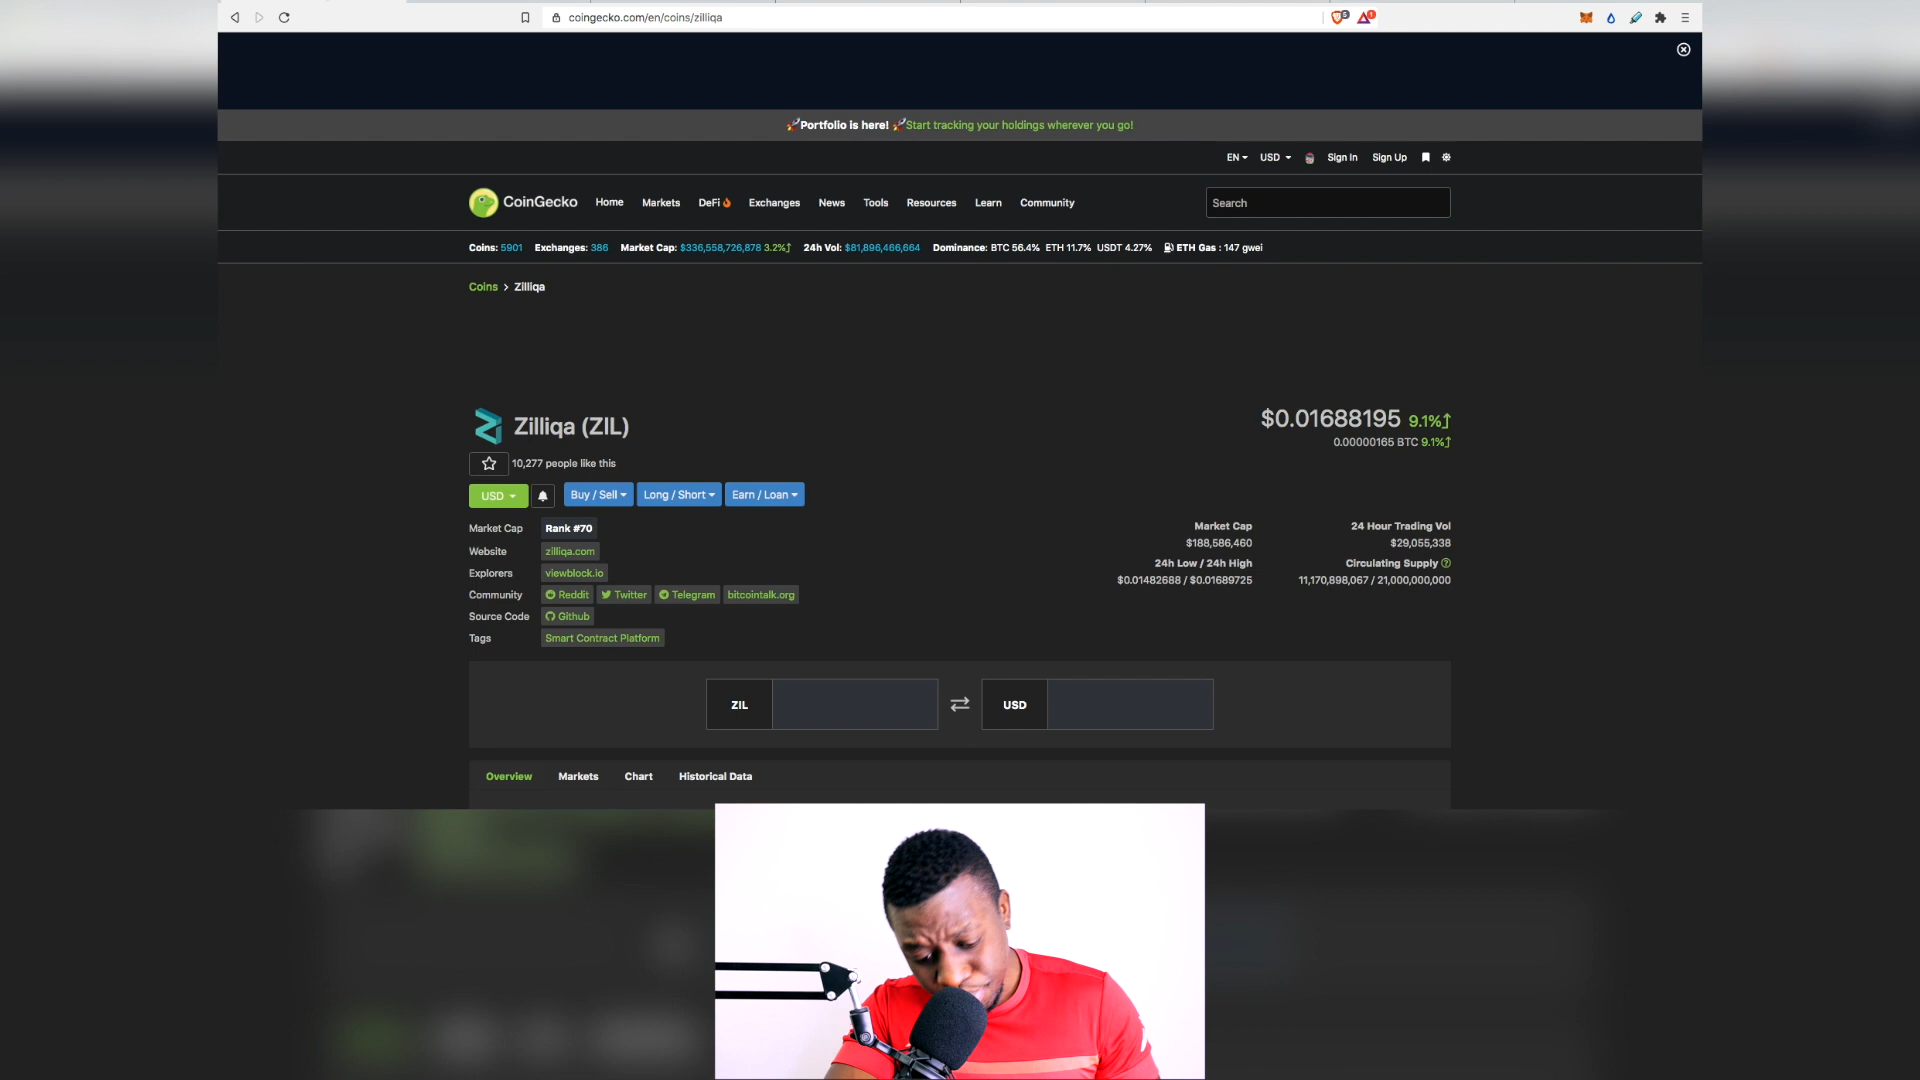 coingecko.com/en/coins/zilliqa
Portfolio is here! Start tracking your holdings wherever you go!
EN USD Sign In Sign Up
CoinGecko Home Markets DeFi Exchanges News Tools Resources Learn Community Search
Coins: 5901 Exchanges: 386 Market Cap: $336,558,726,878 3.2% 24h Vol: $81,896,466,664 Dominance: BTC 56.4% ETH 11.7% USDT 4.27% ETH Gas : 147 gwei
Coins > Zilliqa
Zilliqa (ZIL)
$0.01688195 9.1%
0.00000165 BTC 9.1%
10,277 people like this
USD Buy / Sell Long / Short Earn / Loan
Market Cap Rank #70
Website zilliqa.com
Explorers viewblock.io
Community Reddit Twitter Telegram bitcointalk.org
Source Code Github
Tags Smart Contract Platform
Market Cap 24 Hour Trading Vol
$188,586,460 $29,055,338
24h Low / 24h High Circulating Supply
$0.01482688 / $0.01689725 11,170,898,067 / 21,000,000,000
ZIL USD
Overview Markets Chart Historical Data